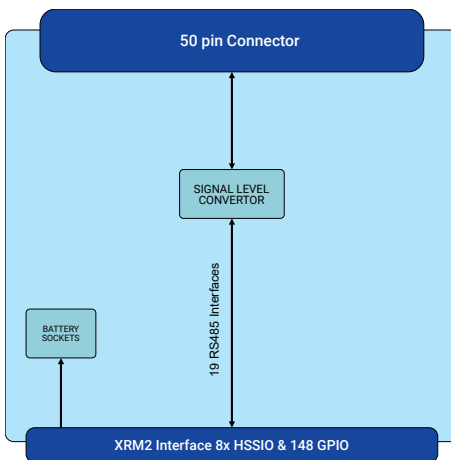 50 pin Connector
SIGNAL LEVEL
CONVERTOR
19 RS485 Interfaces
BATTERY
SOCKETS
XRM2 Interface 8x HSSIO & 148 GPIO